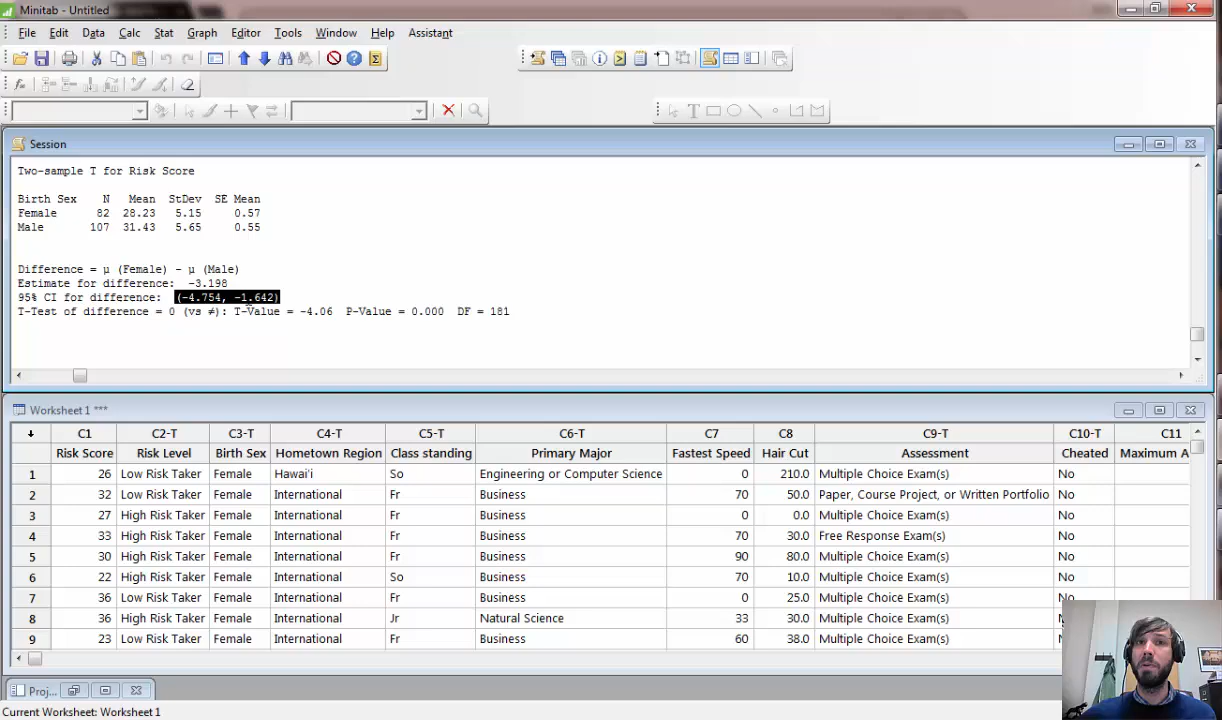 Minitab - Untitled
File Edit Data Calc Stat Graph Editor Tools Window Help Assistant
Session
Two-sample T for Risk Score
Birth Sex N Mean StDev SE Mean
Female 82 28.23 5.15 0.57
Male 107 31.43 5.65 0.55
Difference = μ (Female) - μ (Male)
Estimate for difference: -3.198
95% CI for difference: (-4.754, -1.642)
T-Test of difference = 0 (vs ≠): T-Value = -4.06 P-Value = 0.000 DF = 181
Worksheet 1 ***
C1 C2-T C3-T C4-T C5-T C6-T C7 C8 C9-T C10-T C11
Risk Score Risk Level Birth Sex Hometown Region Class standing Primary Major Fastest Speed Hair Cut Assessment Cheated Maximum A
1 26 Low Risk Taker Female Hawai'i So Engineering or Computer Science 0 210.0 Multiple Choice Exam(s) No
2 32 Low Risk Taker Female International Fr Business 70 50.0 Paper, Course Project, or Written Portfolio No
3 27 High Risk Taker Female International Fr Business 0 0.0 Multiple Choice Exam(s) No
4 33 High Risk Taker Female International Fr Business 70 30.0 Free Response Exam(s) No
5 30 High Risk Taker Female International Fr Business 90 80.0 Multiple Choice Exam(s) No
6 22 High Risk Taker Female International So Business 70 10.0 Multiple Choice Exam(s) No
7 36 Low Risk Taker Female International Fr Business 0 25.0 Multiple Choice Exam(s) No
8 36 High Risk Taker Female International Jr Natural Science 33 30.0 Multiple Choice Exam(s)
9 23 Low Risk Taker Female International Fr Business 60 38.0 Multiple Choice Exam(s)
Proj...
Current Worksheet: Worksheet 1